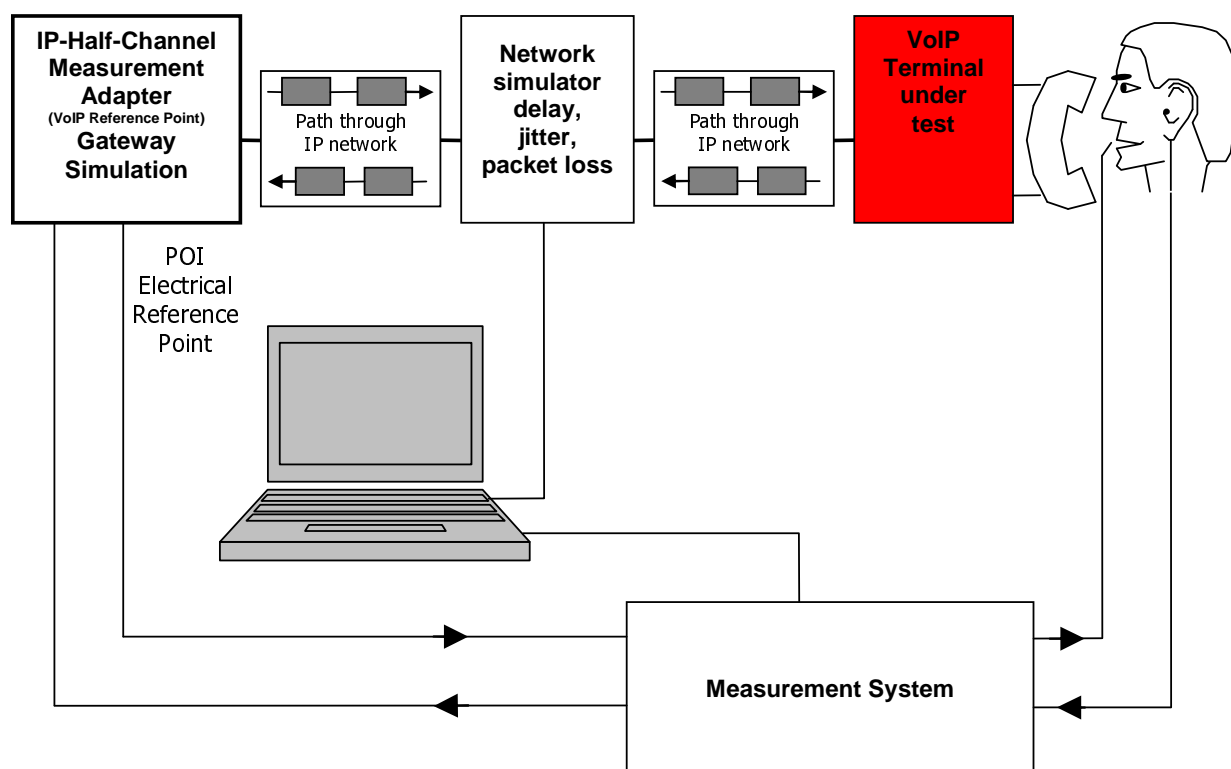 IP-Half-Channel
Measurement
Adapter
(VoIP Reference Point)
Gateway
Simulation
Path through
IP network
Network
simulator
delay,
jitter,
packet loss
Path through
IP network
VoIP
Terminal
under
test
POI
Electrical
Reference
Point
Measurement System